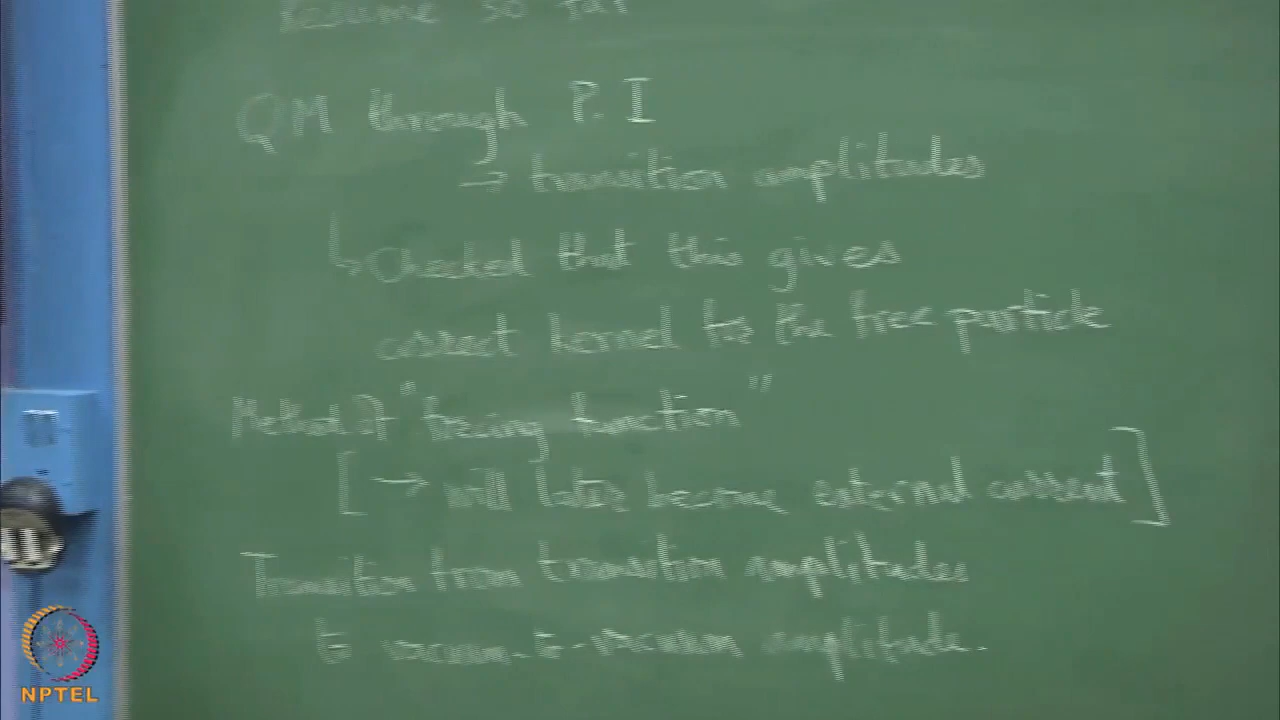 Resume so far
QM through P. I
→ transition amplitudes
↳ Checked that this gives
correct kernel for the free particle
Method of "forcing function"
[ → will later become external current ]
Transition from transition amplitudes
to vacuum-to-vacuum amplitude.
NPTEL